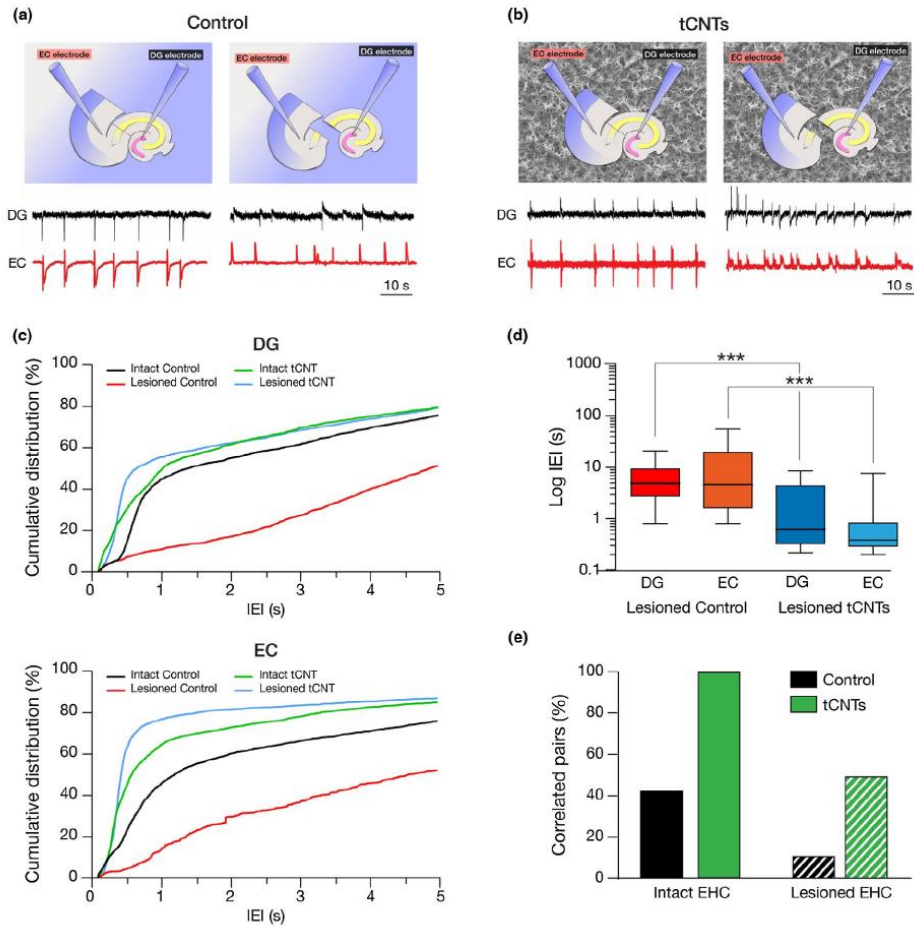 (a)
Control
EC electrode
DG electrode
EC electrode
DG electrode
DG
EC
10 s
(b)
tCNTs
EC electrode
DG electrode
EC electrode
DG electrode
DG
EC
10 s
(c)
DG
Cumulative distribution (%)
100
80
60
40
20
0
Intact Control
Lesioned Control
Intact tCNT
Lesioned tCNT
0
1
2
3
4
5
IEI (s)
EC
Cumulative distribution (%)
100
80
60
40
20
0
Intact Control
Lesioned Control
Intact tCNT
Lesioned tCNT
0
1
2
3
4
5
IEI (s)
(d)
Log IEI (s)
1000
100
10
1
0.1
***
***
DG
EC
DG
EC
Lesioned Control
Lesioned tCNTs
(e)
Correlated pairs (%)
100
80
60
40
20
0
Control
tCNTs
Intact EHC
Lesioned EHC